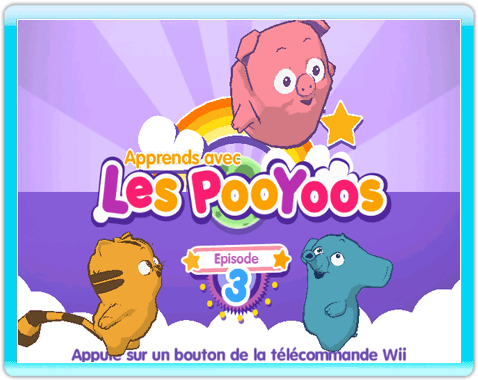 Apprends avec
Les PooYoos
Episode
3
Appuie sur un bouton de la télécommande Wii